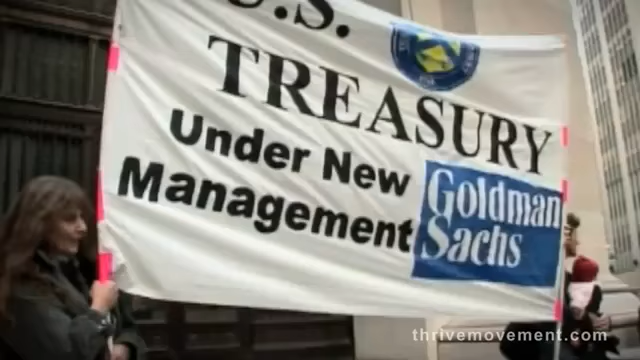 U.S.
TREASURY
Under New
Management
Goldman
Sachs
thrivemovement.com